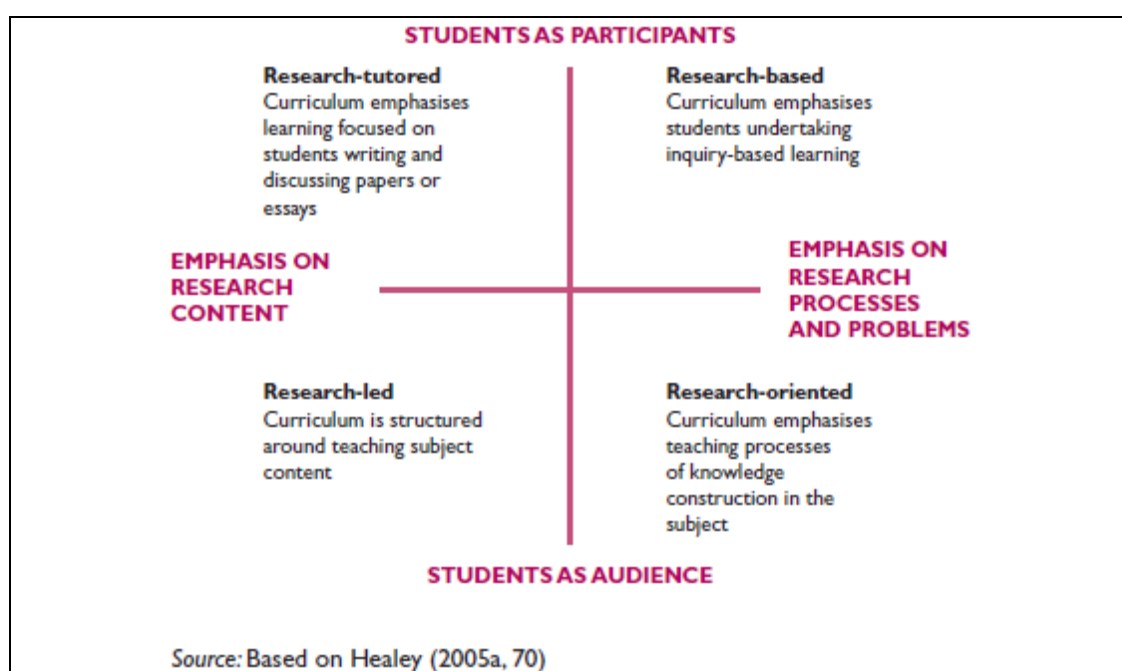 STUDENTS AS PARTICIPANTS
Research-tutored
Curriculum emphasises
learning focused on
students writing and
discussing papers or
essays
Research-based
Curriculum emphasises
students undertaking
inquiry-based learning
EMPHASIS ON
RESEARCH
CONTENT
EMPHASIS ON
RESEARCH
PROCESSES
AND PROBLEMS
Research-led
Curriculum is structured
around teaching subject
content
Research-oriented
Curriculum emphasises
teaching processes
of knowledge
construction in the
subject
STUDENTS AS AUDIENCE
Source: Based on Healey (2005a, 70)